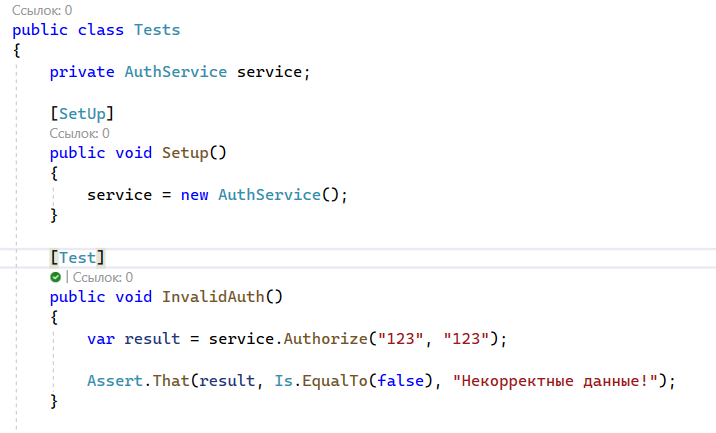 Ссылок: 0
public class Tests
{
private AuthService service;
[SetUp]
Ссылок: 0
public void Setup()
{
service = new AuthService();
}
[Test]
| Ссылок: 0
public void InvalidAuth()
{
var result = service.Authorize("123", "123");
Assert.That(result, Is.EqualTo(false), "Некорректные данные!");
}